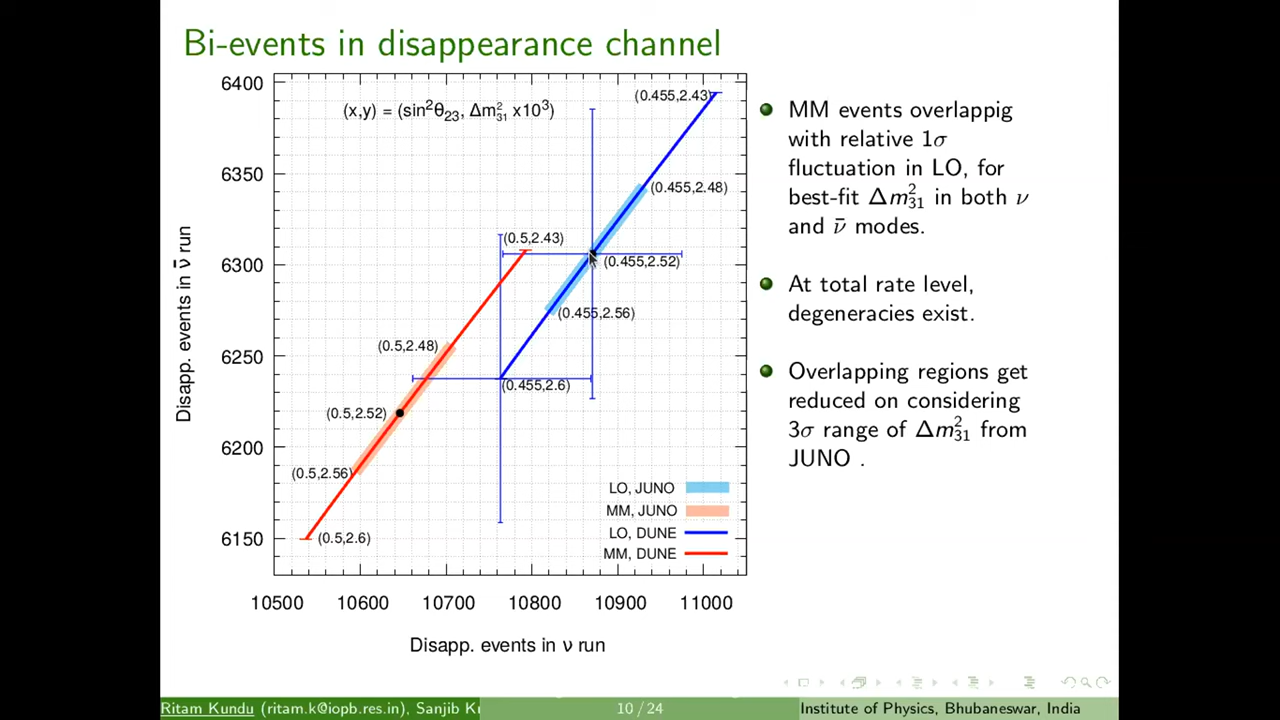 Bi-events in disappearance channel
6400
6350
6300
6250
6200
6150
Disapp. events in ν̄ run
(x,y) = (sin²θ₂₃, Δm²₃₁ x10³)
(0.455,2.43)
(0.455,2.48)
(0.5,2.43)
(0.455,2.52)
(0.455,2.56)
(0.5,2.48)
(0.455,2.6)
(0.5,2.52)
(0.5,2.56)
(0.5,2.6)
LO, JUNO
MM, JUNO
LO, DUNE
MM, DUNE
10500 10600 10700 10800 10900 11000
Disapp. events in ν run
MM events overlappig
with relative 1σ
fluctuation in LO, for
best-fit Δm²₃₁ in both ν
and ν̄ modes.
At total rate level,
degeneracies exist.
Overlapping regions get
reduced on considering
3σ range of Δm²₃₁ from
JUNO .
Ritam Kundu (ritam.k@iopb.res.in), Sanjib
10 / 24
Institute of Physics, Bhubaneswar, India